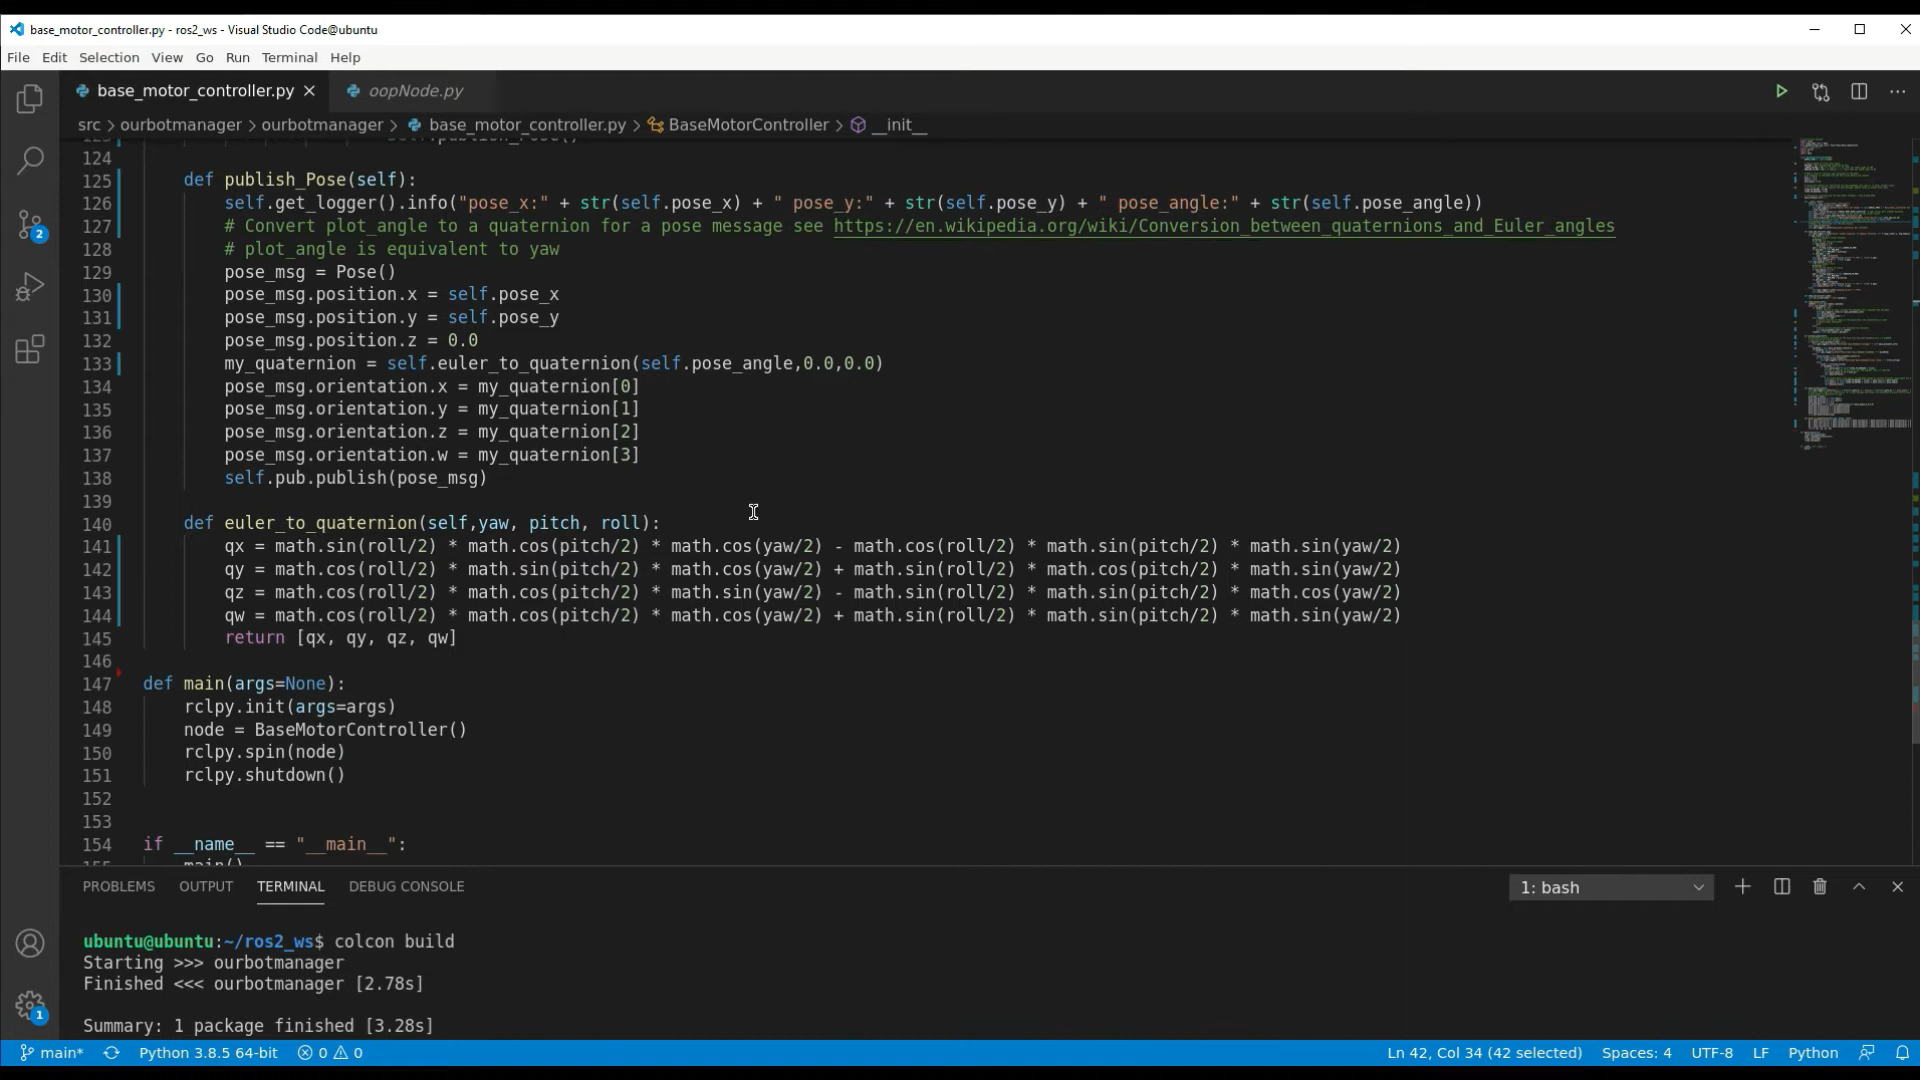 base_motor_controller.py - ros2_ws - Visual Studio Code@ubuntu
File Edit Selection View Go Run Terminal Help
base_motor_controller.py oopNode.py
src > ourbotmanager > ourbotmanager > base_motor_controller.py > BaseMotorController > __init__
124
125 def publish_Pose(self):
126 self.get_logger().info("pose_x:" + str(self.pose_x) + " pose_y:" + str(self.pose_y) + " pose_angle:" + str(self.pose_angle))
127 # Convert plot_angle to a quaternion for a pose message see https://en.wikipedia.org/wiki/Conversion_between_quaternions_and_Euler_angles
128 # plot_angle is equivalent to yaw
129 pose_msg = Pose()
130 pose_msg.position.x = self.pose_x
131 pose_msg.position.y = self.pose_y
132 pose_msg.position.z = 0.0
133 my_quaternion = self.euler_to_quaternion(self.pose_angle,0.0,0.0)
134 pose_msg.orientation.x = my_quaternion[0]
135 pose_msg.orientation.y = my_quaternion[1]
136 pose_msg.orientation.z = my_quaternion[2]
137 pose_msg.orientation.w = my_quaternion[3]
138 self.pub.publish(pose_msg)
139
140 def euler_to_quaternion(self,yaw, pitch, roll):
141 qx = math.sin(roll/2) * math.cos(pitch/2) * math.cos(yaw/2) - math.cos(roll/2) * math.sin(pitch/2) * math.sin(yaw/2)
142 qy = math.cos(roll/2) * math.sin(pitch/2) * math.cos(yaw/2) + math.sin(roll/2) * math.cos(pitch/2) * math.sin(yaw/2)
143 qz = math.cos(roll/2) * math.cos(pitch/2) * math.sin(yaw/2) - math.sin(roll/2) * math.sin(pitch/2) * math.cos(yaw/2)
144 qw = math.cos(roll/2) * math.cos(pitch/2) * math.cos(yaw/2) + math.sin(roll/2) * math.sin(pitch/2) * math.sin(yaw/2)
145 return [qx, qy, qz, qw]
146
147 def main(args=None):
148 rclpy.init(args=args)
149 node = BaseMotorController()
150 rclpy.spin(node)
151 rclpy.shutdown()
152
153
154 if __name__ == "__main__":
155 main()
PROBLEMS OUTPUT TERMINAL DEBUG CONSOLE 1: bash
ubuntu@ubuntu:~/ros2_ws$ colcon build
Starting >>> ourbotmanager
Finished <<< ourbotmanager [2.78s]
Summary: 1 package finished [3.28s]
2
1
main* Python 3.8.5 64-bit 0 0 Ln 42, Col 34 (42 selected) Spaces: 4 UTF-8 LF Python